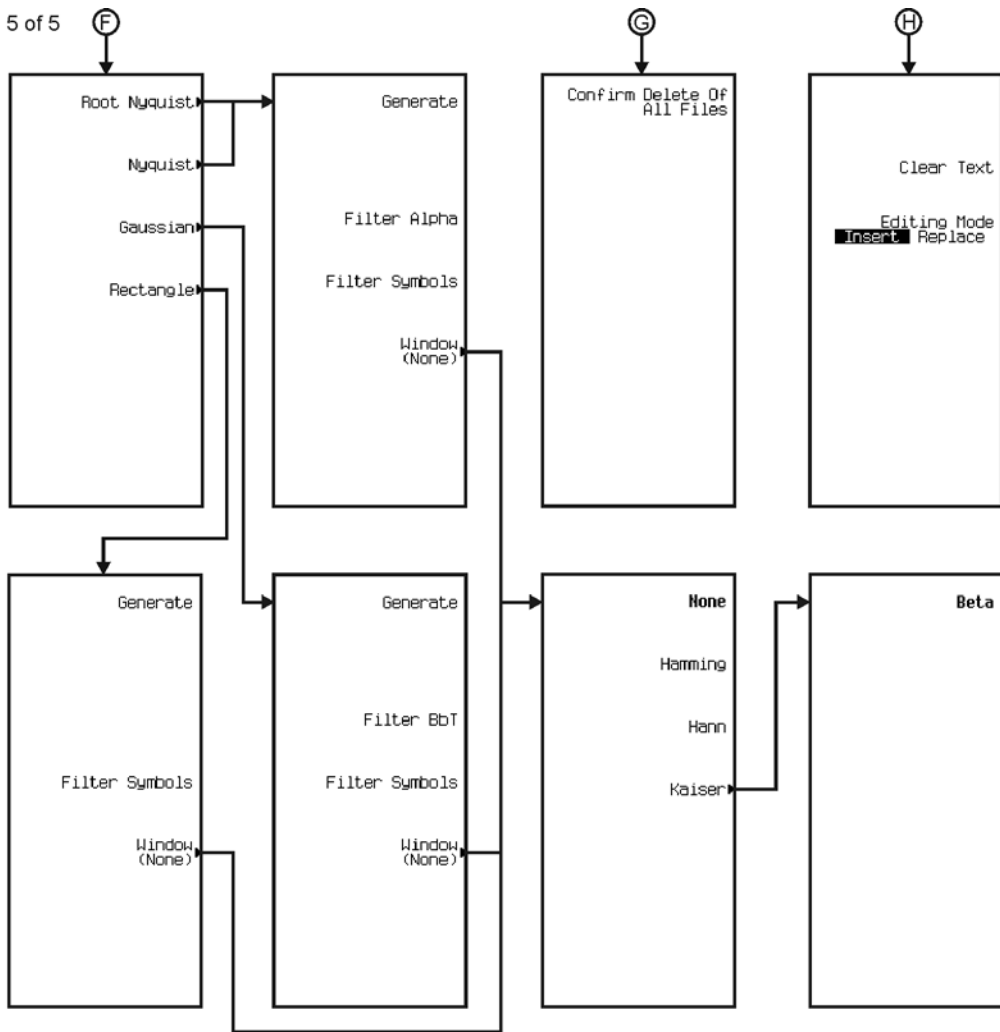 5 of 5
F
G
H
Root Nyquist
Nyquist
Gaussian
Rectangle
Generate
Filter Alpha
Filter Symbols
Window
(None)
Confirm Delete Of
All Files
Clear Text
Editing Mode
Insert Replace
Generate
Filter Symbols
Window
(None)
Generate
Filter BbT
Filter Symbols
Window
(None)
None
Hamming
Hann
Kaiser
Beta